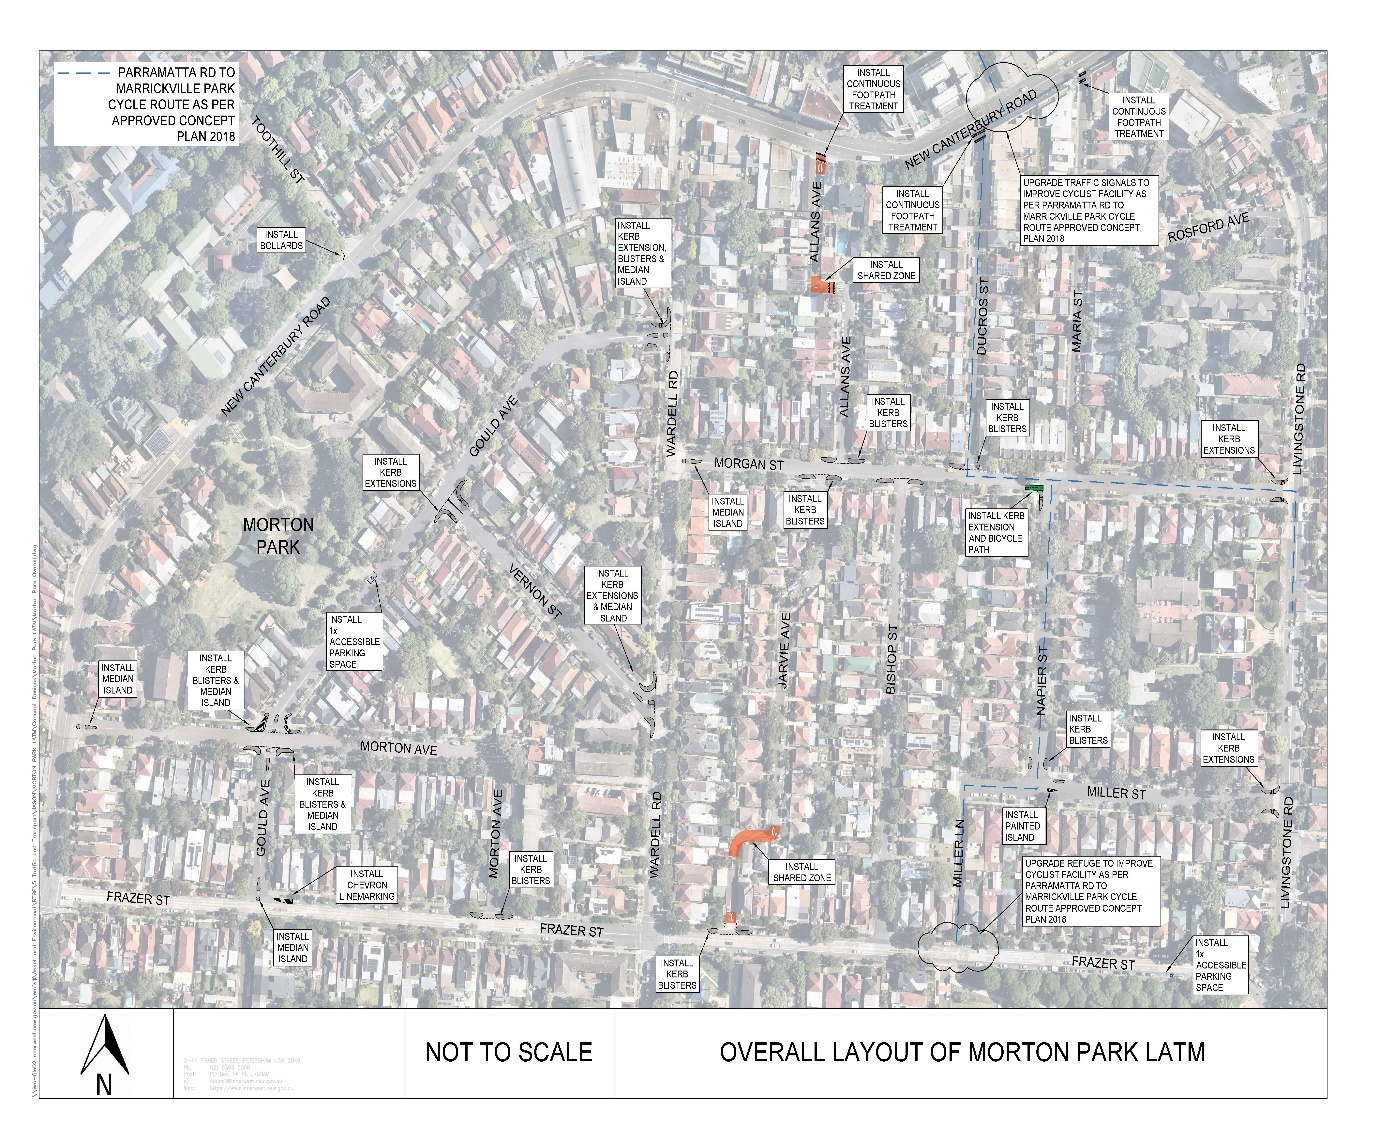 PARRAMATTA RD TO
MARRICKVILLE PARK
CYCLE ROUTE AS PER
APPROVED CONCEPT
PLAN 2018
TOOTHILL ST
INSTALL
CONTINUOUS
FOOTPATH
TREATMENT
NEW CANTERBURY ROAD
INSTALL
CONTINUOUS
FOOTPATH
TREATMENT
INSTALL
CONTINUOUS
FOOTPATH
TREATMENT
UPGRADE TRAFFIC SIGNALS TO
IMPROVE CYCLIST FACILITY AS
PER PARRAMATTA RD TO
MARRICKVILLE PARK CYCLE
ROUTE APPROVED CONCEPT
PLAN 2018
ROSFORD AVE
ALLANS AVE
INSTALL
BOLLARDS
INSTALL
KERB
EXTENSION,
BLISTERS &
MEDIAN
ISLAND
INSTALL
SHARED ZONE
DUCROS ST
MARIA ST
NEW CANTERBURY ROAD
GOULD AVE
WARDELL RD
ALLANS AVE
INSTALL
KERB
BLISTERS
INSTALL
KERB
BLISTERS
INSTALL
KERB
EXTENSIONS
LIVINGSTONE RD
INSTALL
KERB
EXTENSIONS
MORGAN ST
INSTALL
MEDIAN
ISLAND
INSTALL
KERB
BLISTERS
INSTALL KERB
EXTENSION
AND BICYCLE
PATH
MORTON
PARK
VERNON ST
INSTALL
KERB
EXTENSIONS
& MEDIAN
ISLAND
NSTALL
1x
ACCESSIBLE
PARKING
SPACE
JARVIE AVE
BISHOP ST
NAPIER ST
INSTALL
MEDIAN
ISLAND
INSTALL
KERB
BLISTERS &
MEDIAN
ISLAND
MORTON AVE
INSTALL
KERB
BLISTERS
INSTALL
KERB
EXTENSIONS
INSTALL
KERB
BLISTERS &
MEDIAN
ISLAND
GOULD AVE
MORTON AVE
WARDELL RD
MILLER ST
INSTALL
PAINTED
ISLAND
MILLER LN
LIVINGSTONE RD
INSTALL
KERB
BLISTERS
INSTALL
SHARED ZONE
INSTALL
CHEVRON
LINEMARKING
UPGRADE REFUGE TO IMPROVE
CYCLIST FACILITY AS PER
PARRAMATTA RD TO
MARRICKVILLE PARK CYCLE
ROUTE APPROVED CONCEPT
PLAN 2018
FRAZER ST
FRAZER ST
FRAZER ST
INSTALL
MEDIAN
ISLAND
INSTALL
KERB
BLISTERS
INSTALL
1x
ACCESSIBLE
PARKING
SPACE
N
NOT TO SCALE
OVERALL LAYOUT OF MORTON PARK LATM